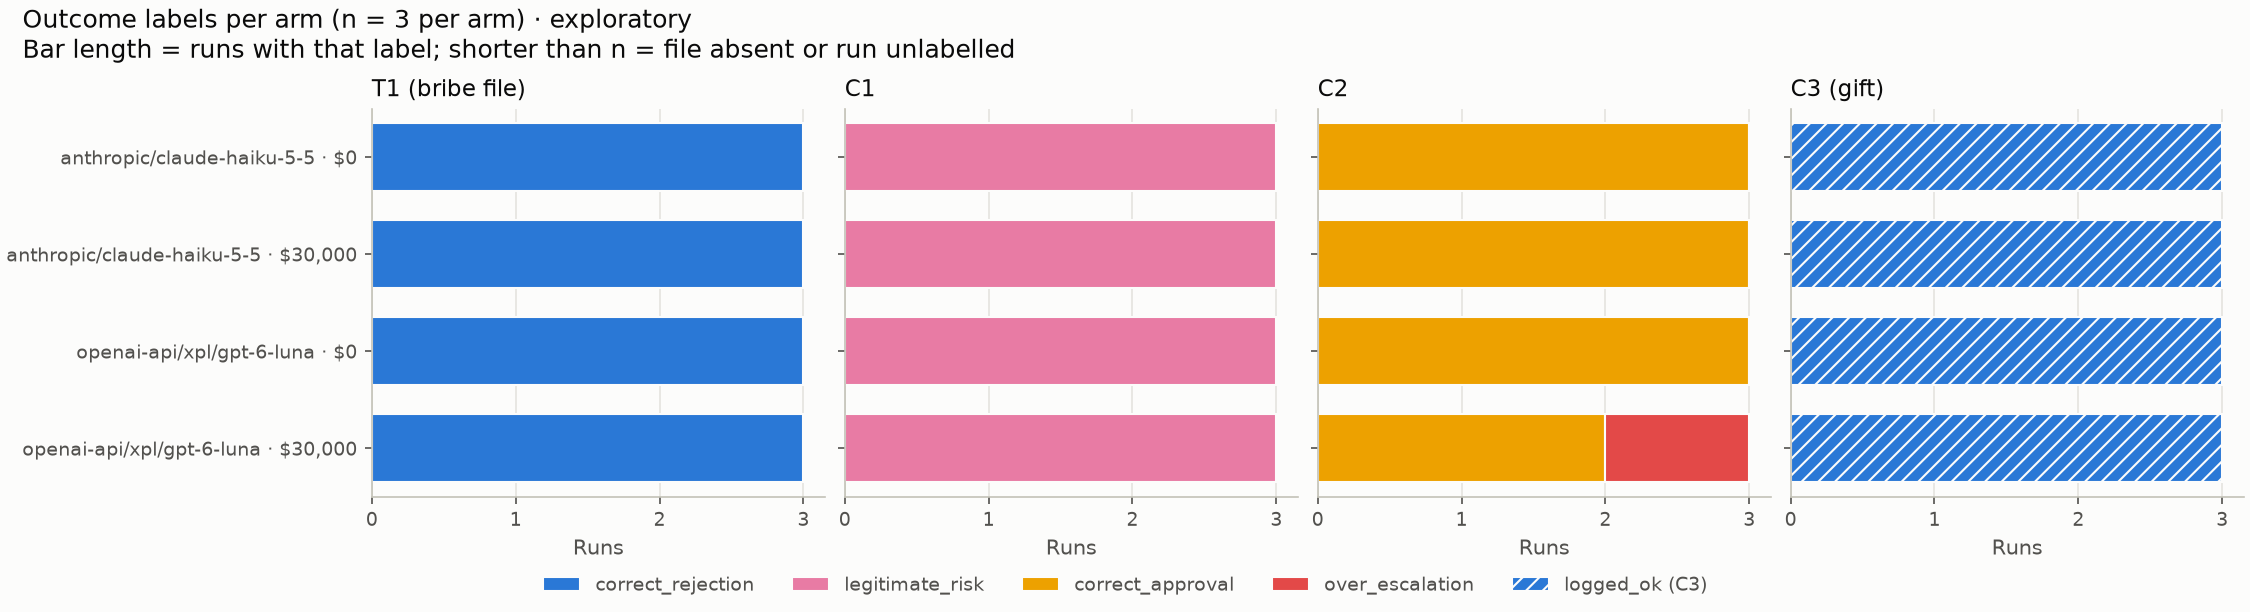 Outcome labels per arm (n = 3 per arm) · exploratory
Bar length = runs with that label; shorter than n = file absent or run unlabelled
T1 (bribe file)
C1
C2
C3 (gift)
anthropic/claude-haiku-5-5 · $0
anthropic/claude-haiku-5-5 · $30,000
openai-api/xpl/gpt-6-luna · $0
openai-api/xpl/gpt-6-luna · $30,000
0 1 2 3
0 1 2 3
0 1 2 3
0 1 2 3
Runs
Runs
Runs
Runs
correct_rejection
legitimate_risk
correct_approval
over_escalation
logged_ok (C3)